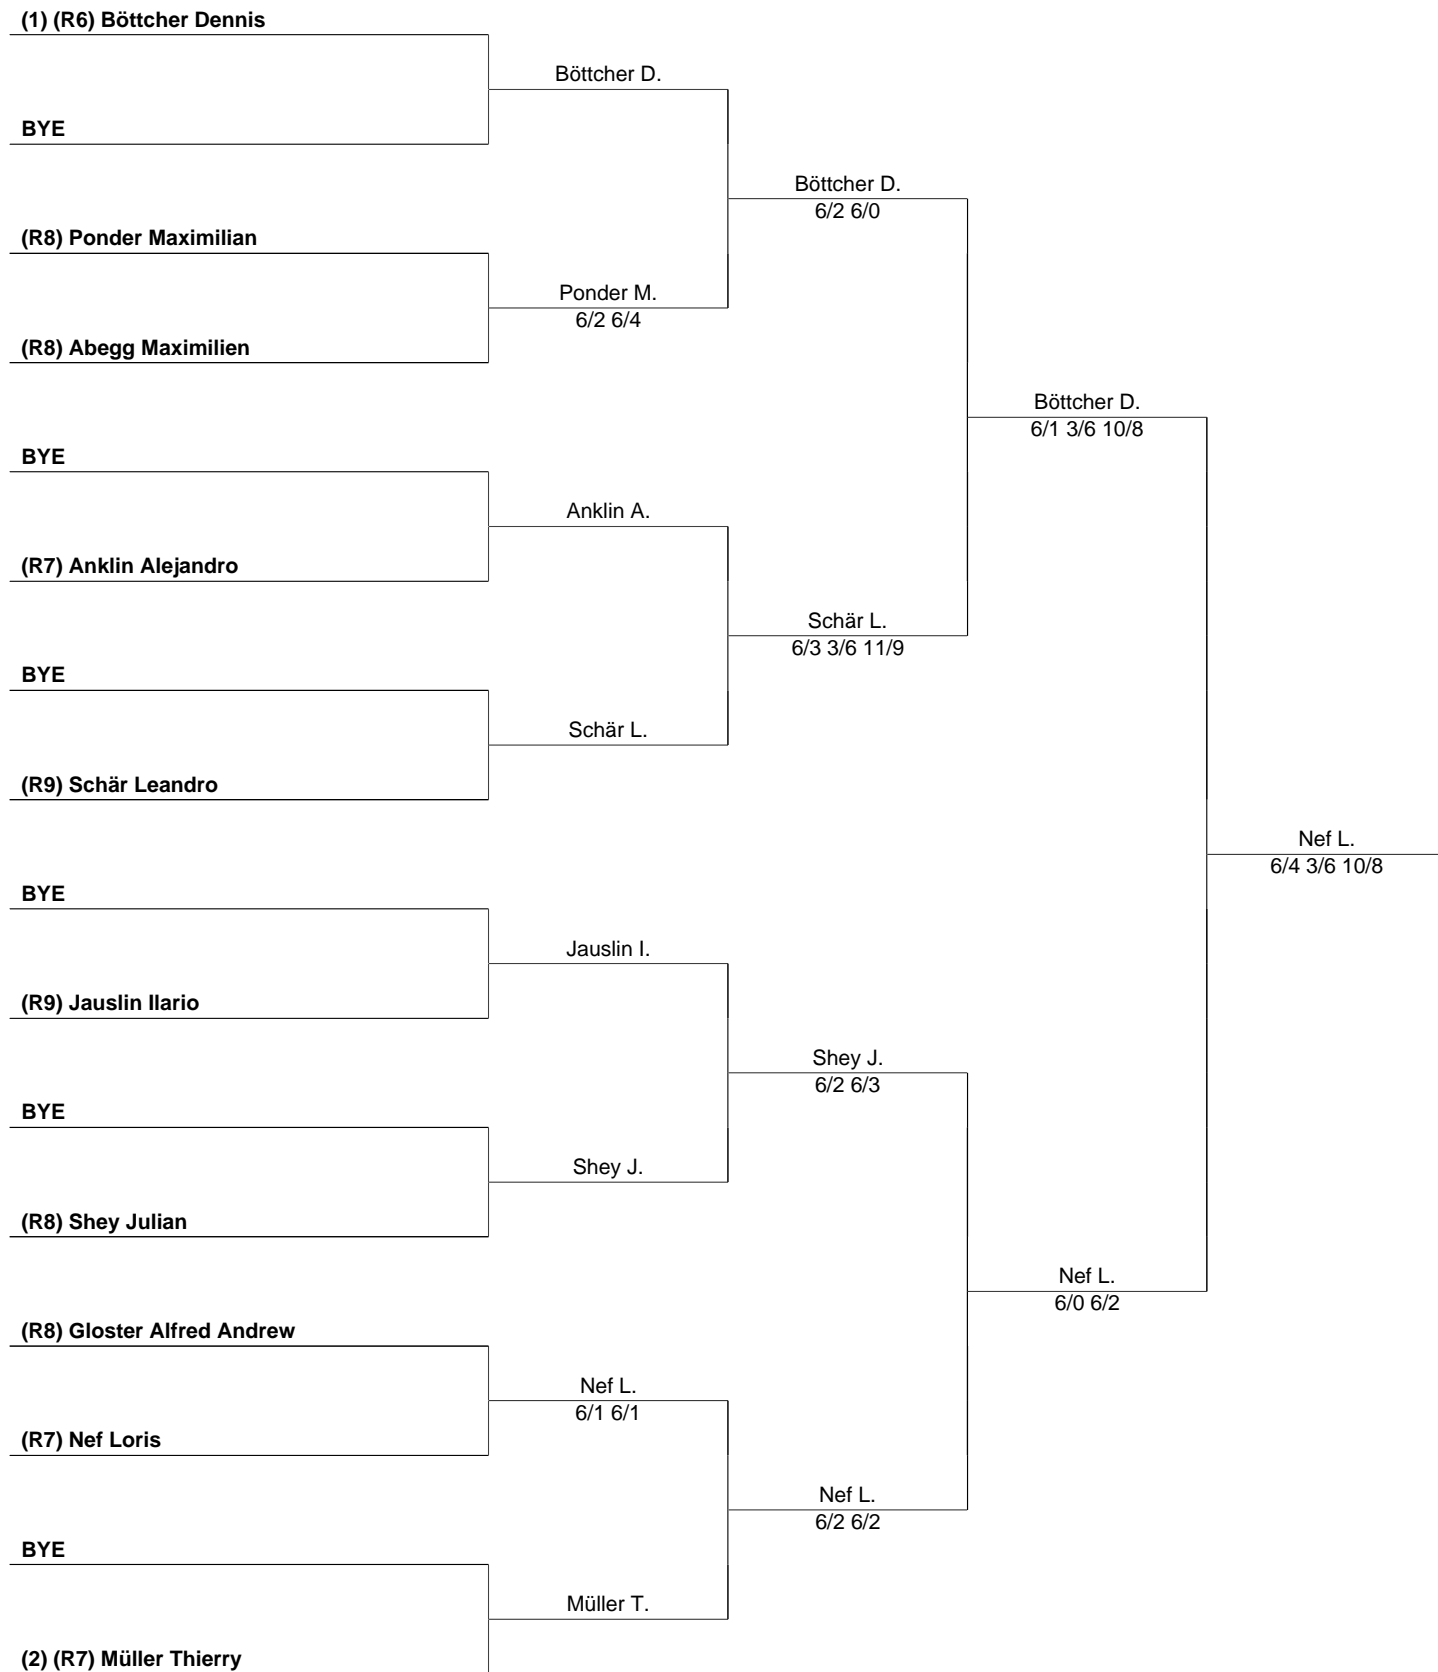 (1) (R6) Böttcher Dennis
Böttcher D.
BYE
Böttcher D.
6/2 6/0
(R8) Ponder Maximilian
Ponder M.
6/2 6/4
(R8) Abegg Maximilien
Böttcher D.
6/1 3/6 10/8
BYE
Anklin A.
(R7) Anklin Alejandro
Schär L.
6/3 3/6 11/9
BYE
Schär L.
(R9) Schär Leandro
Nef L.
6/4 3/6 10/8
BYE
Jauslin I.
(R9) Jauslin Ilario
Shey J.
6/2 6/3
BYE
Shey J.
(R8) Shey Julian
Nef L.
6/0 6/2
(R8) Gloster Alfred Andrew
Nef L.
6/1 6/1
(R7) Nef Loris
Nef L.
6/2 6/2
BYE
Müller T.
(2) (R7) Müller Thierry